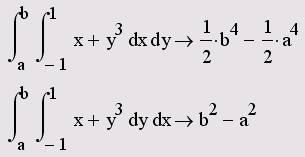 ∫_a^b ∫_{-1}^1 x + y^3 dx dy → 1/2·b^4 − 1/2·a^4
∫_a^b ∫_{-1}^1 x + y^3 dy dx → b^2 − a^2